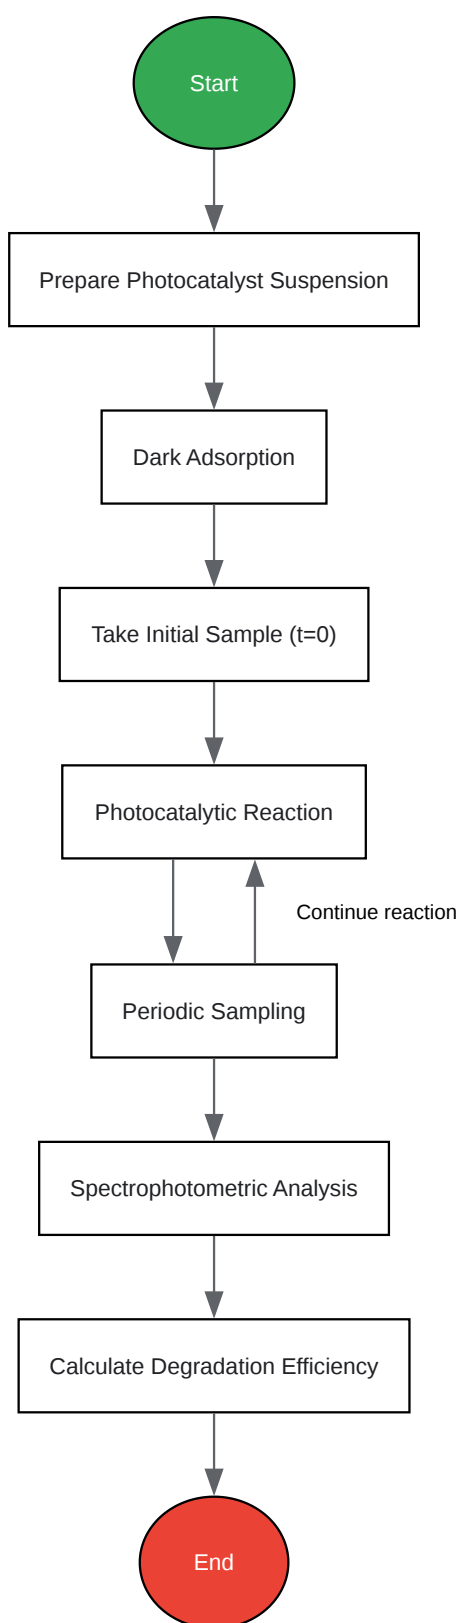 Start
Prepare Photocatalyst Suspension
Dark Adsorption
Take Initial Sample (t=0)
Photocatalytic Reaction
Continue reaction
Periodic Sampling
Spectrophotometric Analysis
Calculate Degradation Efficiency
End